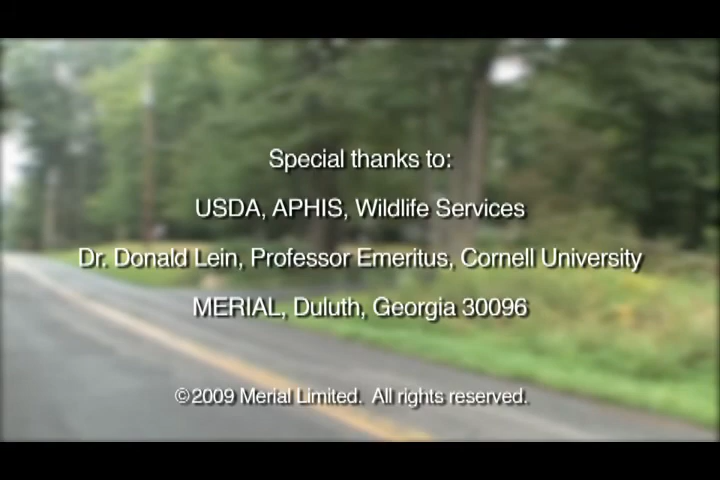 Special thanks to:
USDA, APHIS, Wildlife Services
Dr. Donald Lein, Professor Emeritus, Cornell University
MERIAL, Duluth, Georgia 30096
©2009 Merial Limited.  All rights reserved.